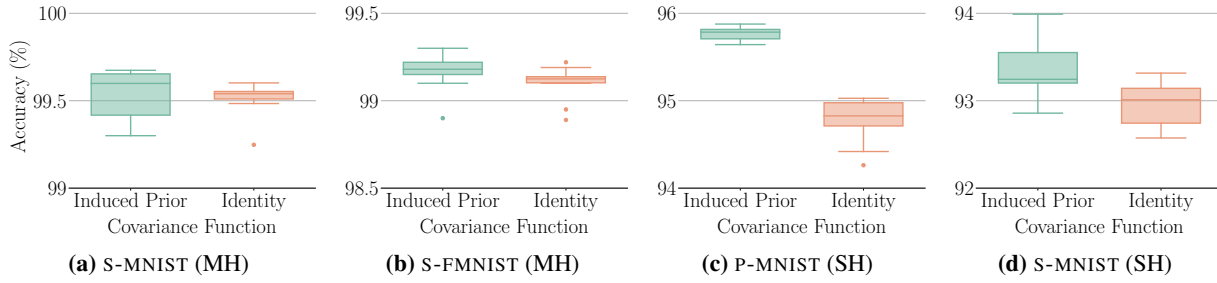 Accuracy (%)
100
99.5
99
Induced Prior Identity
Covariance Function
(a) S-MNIST (MH)
99.5
99
98.5
Induced Prior Identity
Covariance Function
(b) S-FMNIST (MH)
96
95
94
Induced Prior Identity
Covariance Function
(c) P-MNIST (SH)
94
93
92
Induced Prior Identity
Covariance Function
(d) S-MNIST (SH)